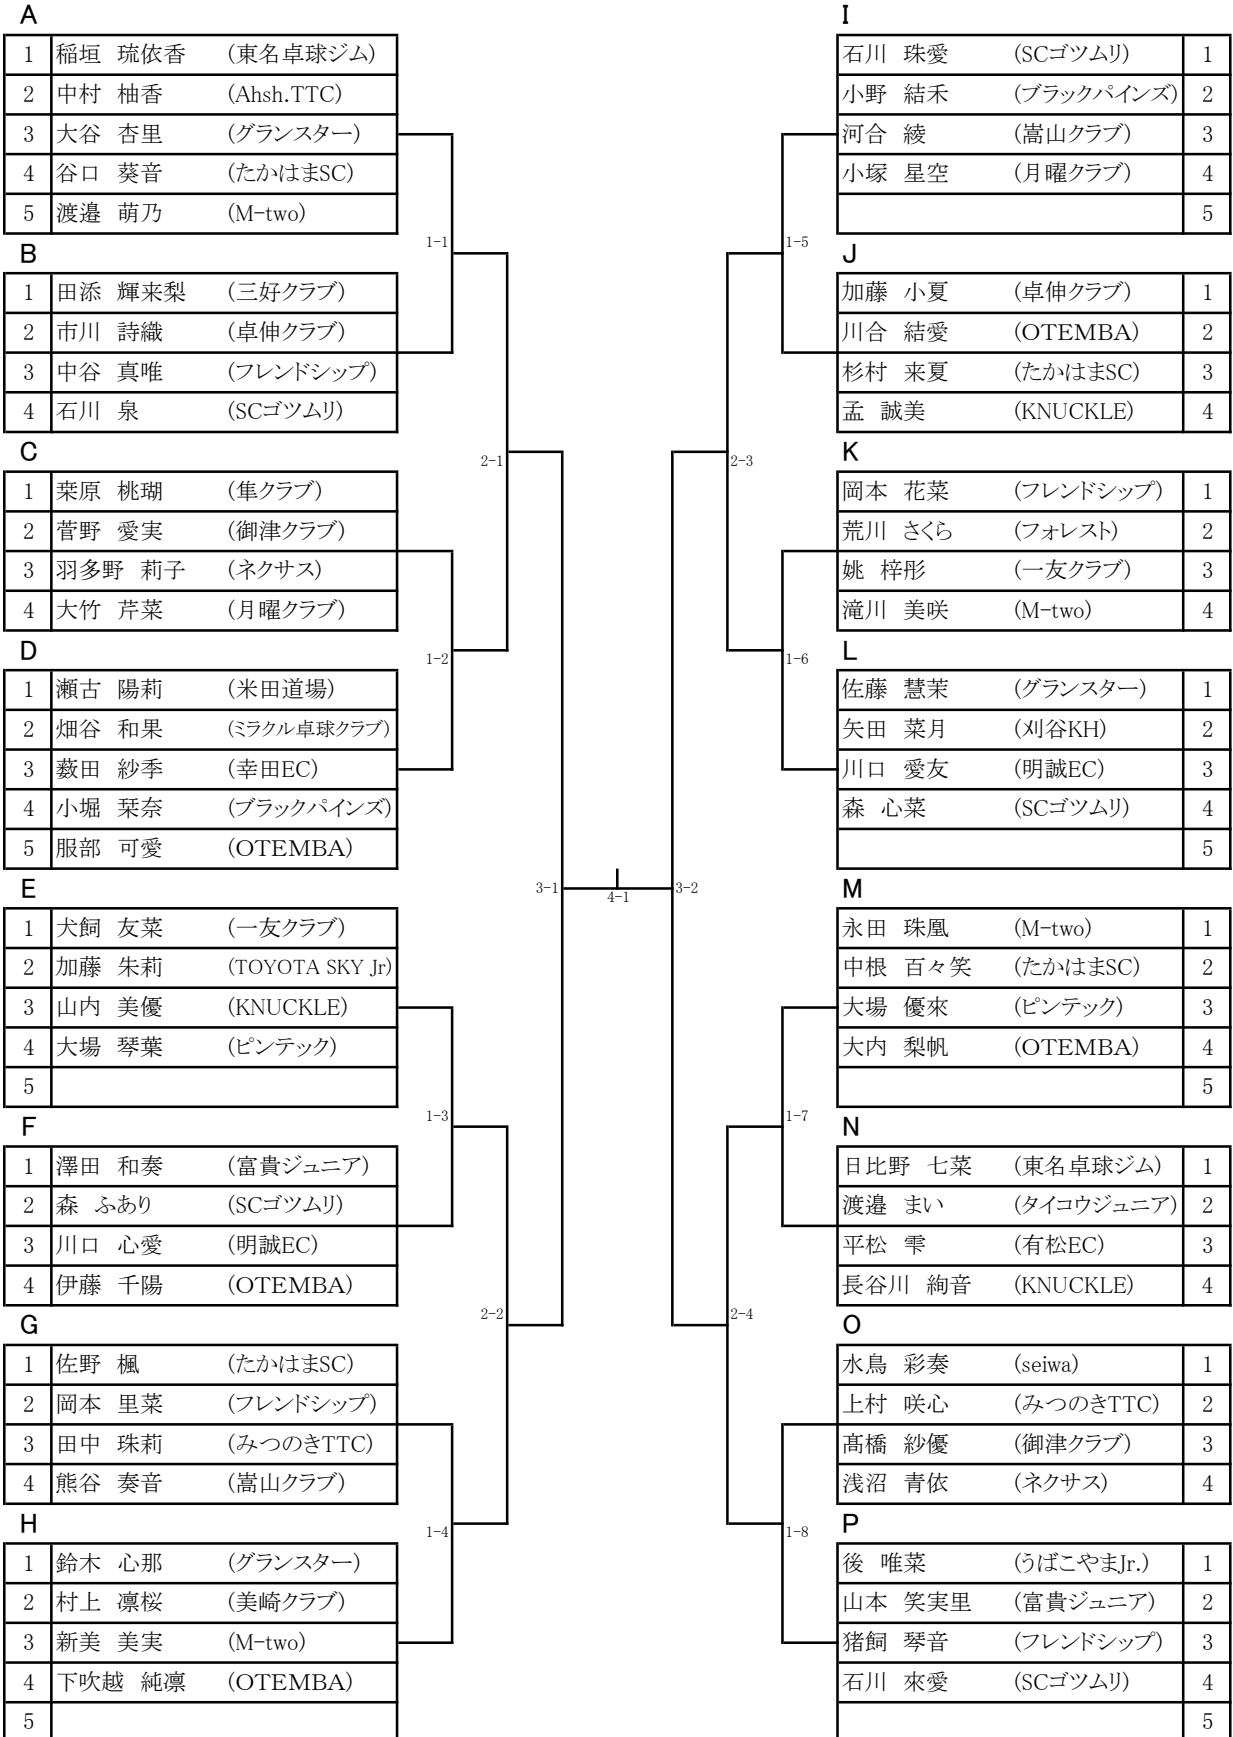 A
1 稲垣 琉依香 (東名卓球ジム)
2 中村 柚香 (Ahsh.TTC)
3 大谷 杏里 (グランスター)
4 谷口 葵音 (たかはまSC)
5 渡邉 萌乃 (M-two)
1-1
B
1 田添 輝来梨 (三好クラブ)
2 市川 詩織 (卓伸クラブ)
3 中谷 真唯 (フレンドシップ)
4 石川 泉 (SCゴツムリ)
C
2-1
1 桒原 桃瑚 (隼クラブ)
2 菅野 愛実 (御津クラブ)
3 羽多野 莉子 (ネクサス)
4 大竹 芹菜 (月曜クラブ)
D
1-2
1 瀬古 陽莉 (米田道場)
2 畑谷 和果 (ミラクル卓球クラブ)
3 薮田 紗季 (幸田EC)
4 小堀 栞奈 (ブラックパインズ)
5 服部 可愛 (OTEMBA)
E
3-1
4-1
3-2
1 犬飼 友菜 (一友クラブ)
2 加藤 朱莉 (TOYOTA SKY Jr)
3 山内 美優 (KNUCKLE)
4 大場 琴葉 (ピンテック)
5
1-3
F
1 澤田 和奏 (富貴ジュニア)
2 森 ふあり (SCゴツムリ)
3 川口 心愛 (明誠EC)
4 伊藤 千陽 (OTEMBA)
G
2-2
1 佐野 楓 (たかはまSC)
2 岡本 里菜 (フレンドシップ)
3 田中 珠莉 (みつのきTTC)
4 熊谷 奏音 (嵩山クラブ)
H
1-4
1 鈴木 心那 (グランスター)
2 村上 凛桜 (美崎クラブ)
3 新美 美実 (M-two)
4 下吹越 純凛 (OTEMBA)
5
I
石川 珠愛 (SCゴツムリ) 1
小野 結禾 (ブラックパインズ) 2
河合 綾 (嵩山クラブ) 3
小塚 星空 (月曜クラブ) 4
5
1-5
J
加藤 小夏 (卓伸クラブ) 1
川合 結愛 (OTEMBA) 2
杉村 来夏 (たかはまSC) 3
孟 誠美 (KNUCKLE) 4
K
2-3
岡本 花菜 (フレンドシップ) 1
荒川 さくら (フォレスト) 2
姚 梓彤 (一友クラブ) 3
滝川 美咲 (M-two) 4
1-6
L
佐藤 慧茉 (グランスター) 1
矢田 菜月 (刈谷KH) 2
川口 愛友 (明誠EC) 3
森 心菜 (SCゴツムリ) 4
5
M
永田 珠凰 (M-two) 1
中根 百々笑 (たかはまSC) 2
大場 優來 (ピンテック) 3
大内 梨帆 (OTEMBA) 4
5
1-7
N
日比野 七菜 (東名卓球ジム) 1
渡邉 まい (タイコウジュニア) 2
平松 雫 (有松EC) 3
長谷川 絢音 (KNUCKLE) 4
2-4
O
水鳥 彩奏 (seiwa) 1
上村 咲心 (みつのきTTC) 2
髙橋 紗優 (御津クラブ) 3
浅沼 青依 (ネクサス) 4
1-8
P
後 唯菜 (うばこやまJr.) 1
山本 笑実里 (富貴ジュニア) 2
猪飼 琴音 (フレンドシップ) 3
石川 來愛 (SCゴツムリ) 4
5